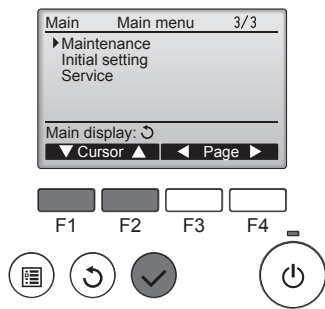 Main Main menu 3/3
Maintenance
Initial setting
Service
Main display:
Cursor Page
F1 F2 F3 F4